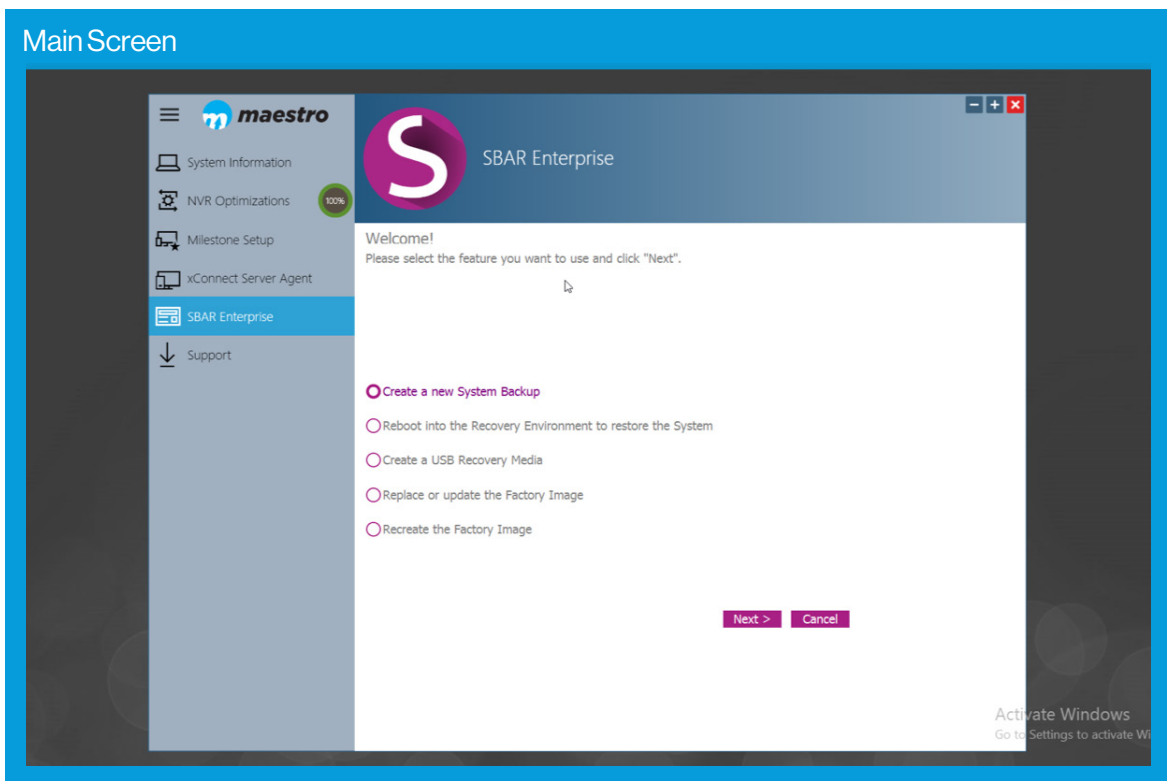 Main Screen
maestro
System Information
NVR Optimizations
100%
Milestone Setup
xConnect Server Agent
SBAR Enterprise
Support
S
SBAR Enterprise
Welcome!
Please select the feature you want to use and click "Next".
Create a new System Backup
Reboot into the Recovery Environment to restore the System
Create a USB Recovery Media
Replace or update the Factory Image
Recreate the Factory Image
Next >
Cancel
Activate Windows
Go to Settings to activate Wi